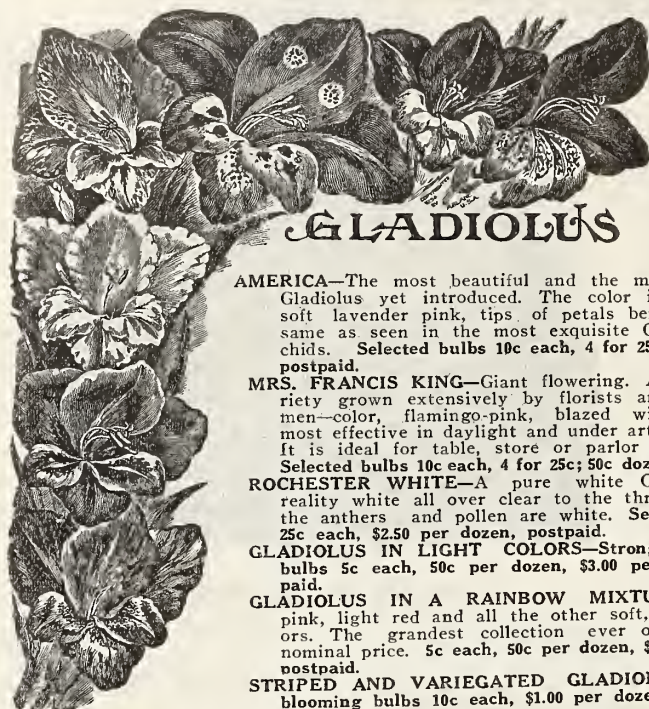 GLADIOLUS
AMERICA—The most beautiful and the m
Gladiolus yet introduced. The color i
soft lavender pink, tips of petals be
same as seen in the most exquisite C
chids. Selected bulbs 10c each, 4 for 25
postpaid.
MRS. FRANCIS KING—Giant flowering. A
riety grown extensively by florists a
men—color, flamingo-pink, blazed wi
most effective in daylight and under art
It is ideal for table, store or parlor
Selected bulbs 10c each, 4 for 25c; 50c doz
ROCHESTER WHITE—A pure white G
reality white all over clear to the thr
the anthers and pollen are white. Se
25c each, $2.50 per dozen, postpaid.
GLADIOLUS IN LIGHT COLORS—Stron
bulbs 5c each, 50c per dozen, $3.00 pe
paid.
GLADIOLUS IN A RAINBOW MIXTU
pink, light red and all the other soft,
ors. The grandest collection ever o
nominal price. 5c each, 50c per dozen, $
postpaid.
STRIPED AND VARIEGATED GLADIO
blooming bulbs 10c each, $1.00 per doze